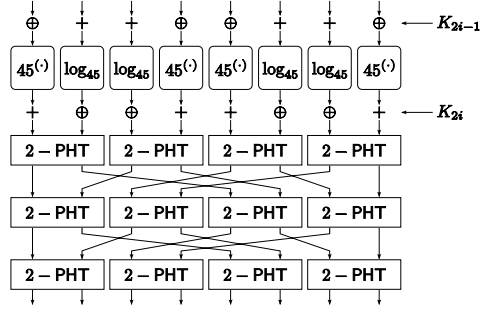 ⊕ + + ⊕ ⊕ + + ⊕ K₂ᵢ₋₁
45⁽·⁾ log₄₅ log₄₅ 45⁽·⁾ 45⁽·⁾ log₄₅ log₄₅ 45⁽·⁾
+ ⊕ ⊕ + + ⊕ ⊕ + K₂ᵢ
2 − PHT 2 − PHT 2 − PHT 2 − PHT
2 − PHT 2 − PHT 2 − PHT 2 − PHT
2 − PHT 2 − PHT 2 − PHT 2 − PHT